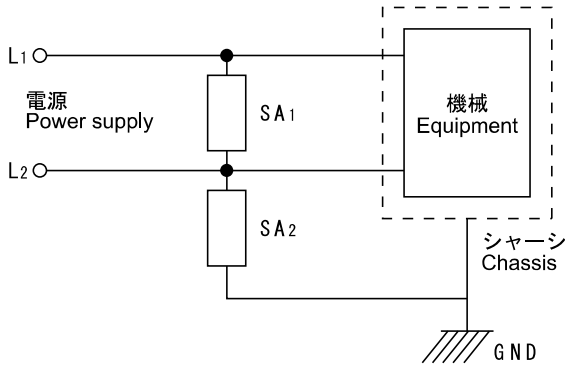 L1
電源
Power supply
SA1
機械
Equipment
L2
SA2
シャーシ
Chassis
GND